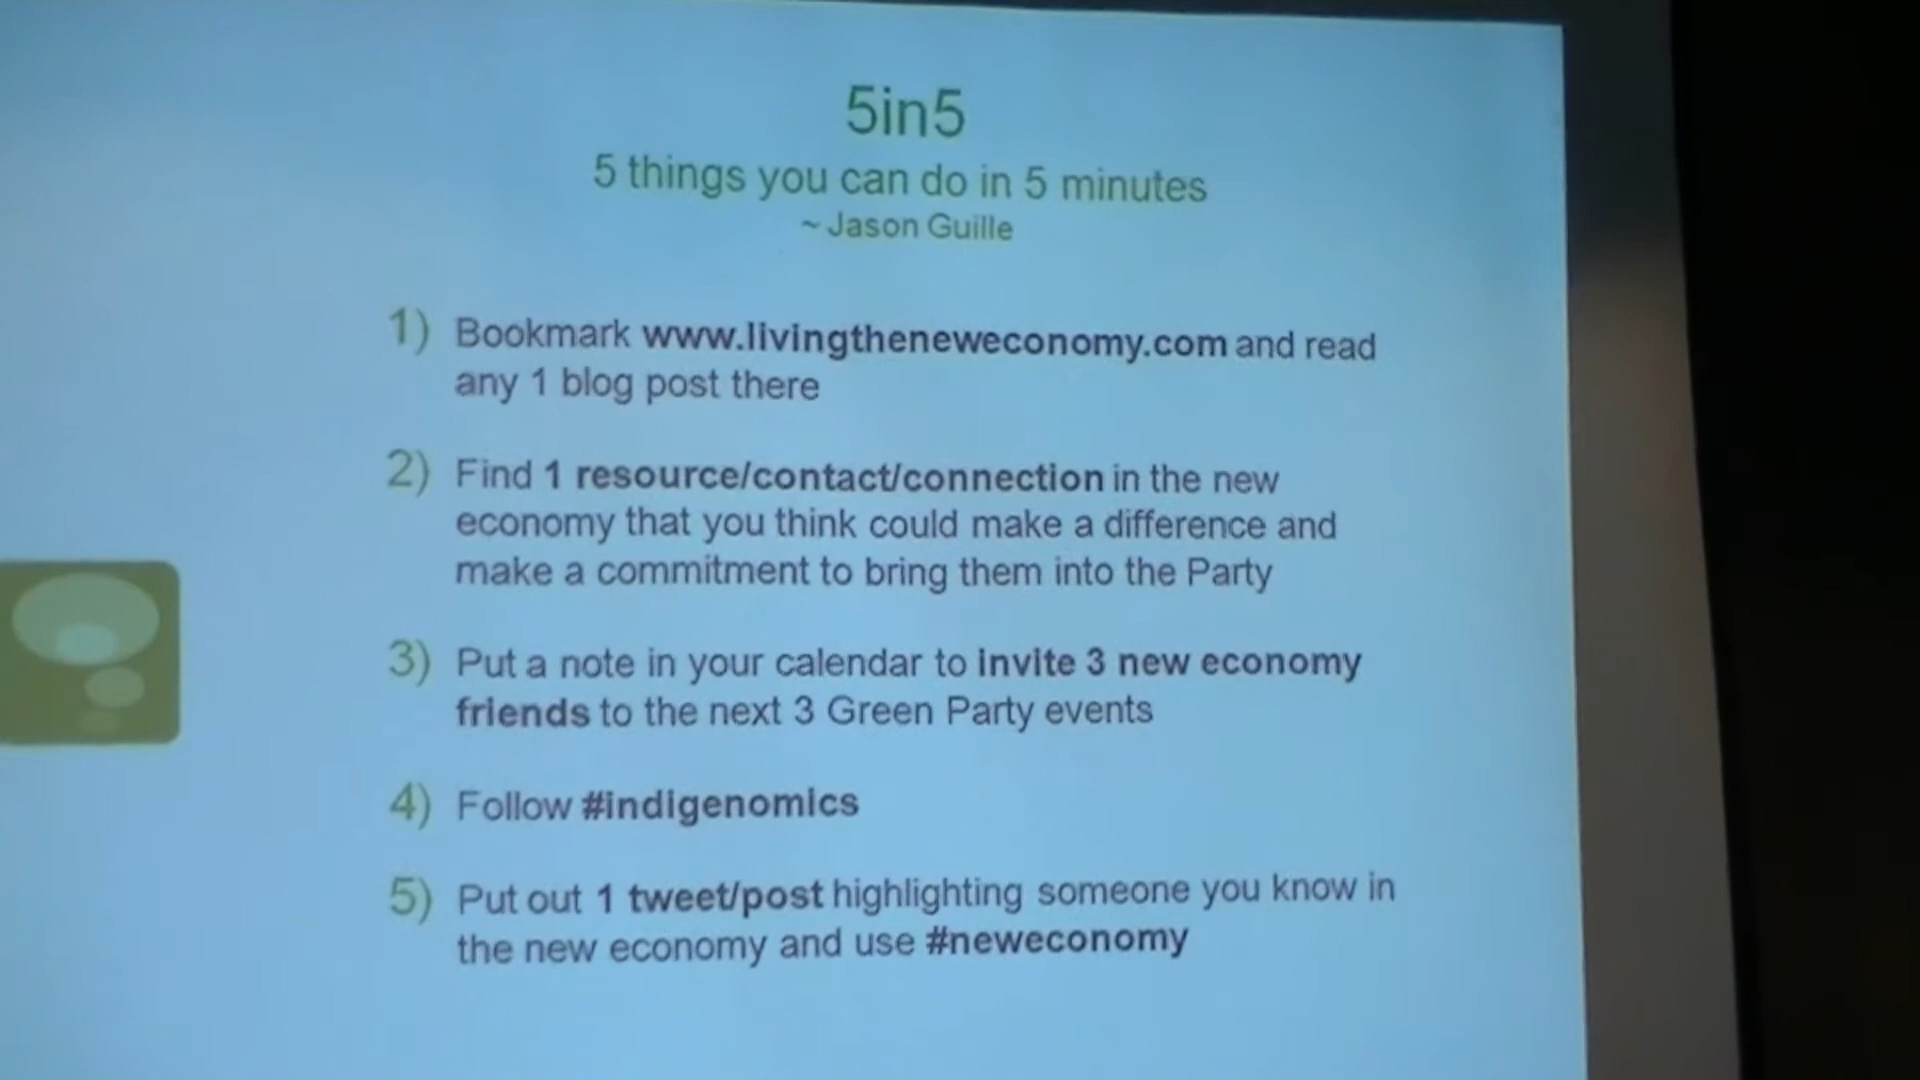 5in5
5 things you can do in 5 minutes
~ Jason Guille
1) Bookmark www.livingtheneweconomy.com and read
any 1 blog post there
2) Find 1 resource/contact/connection in the new
economy that you think could make a difference and
make a commitment to bring them into the Party
3) Put a note in your calendar to invite 3 new economy
friends to the next 3 Green Party events
4) Follow #indigenomics
5) Put out 1 tweet/post highlighting someone you know in
the new economy and use #neweconomy